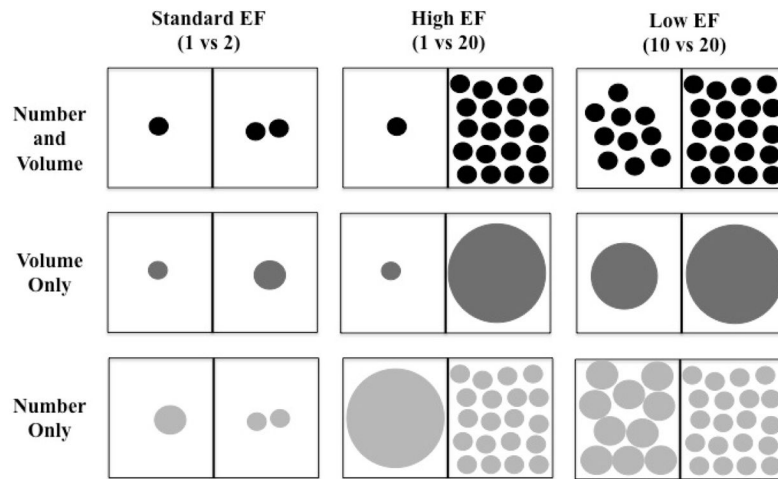 Standard EF
(1 vs 2)
High EF
(1 vs 20)
Low EF
(10 vs 20)
Number
and
Volume
Volume
Only
Number
Only